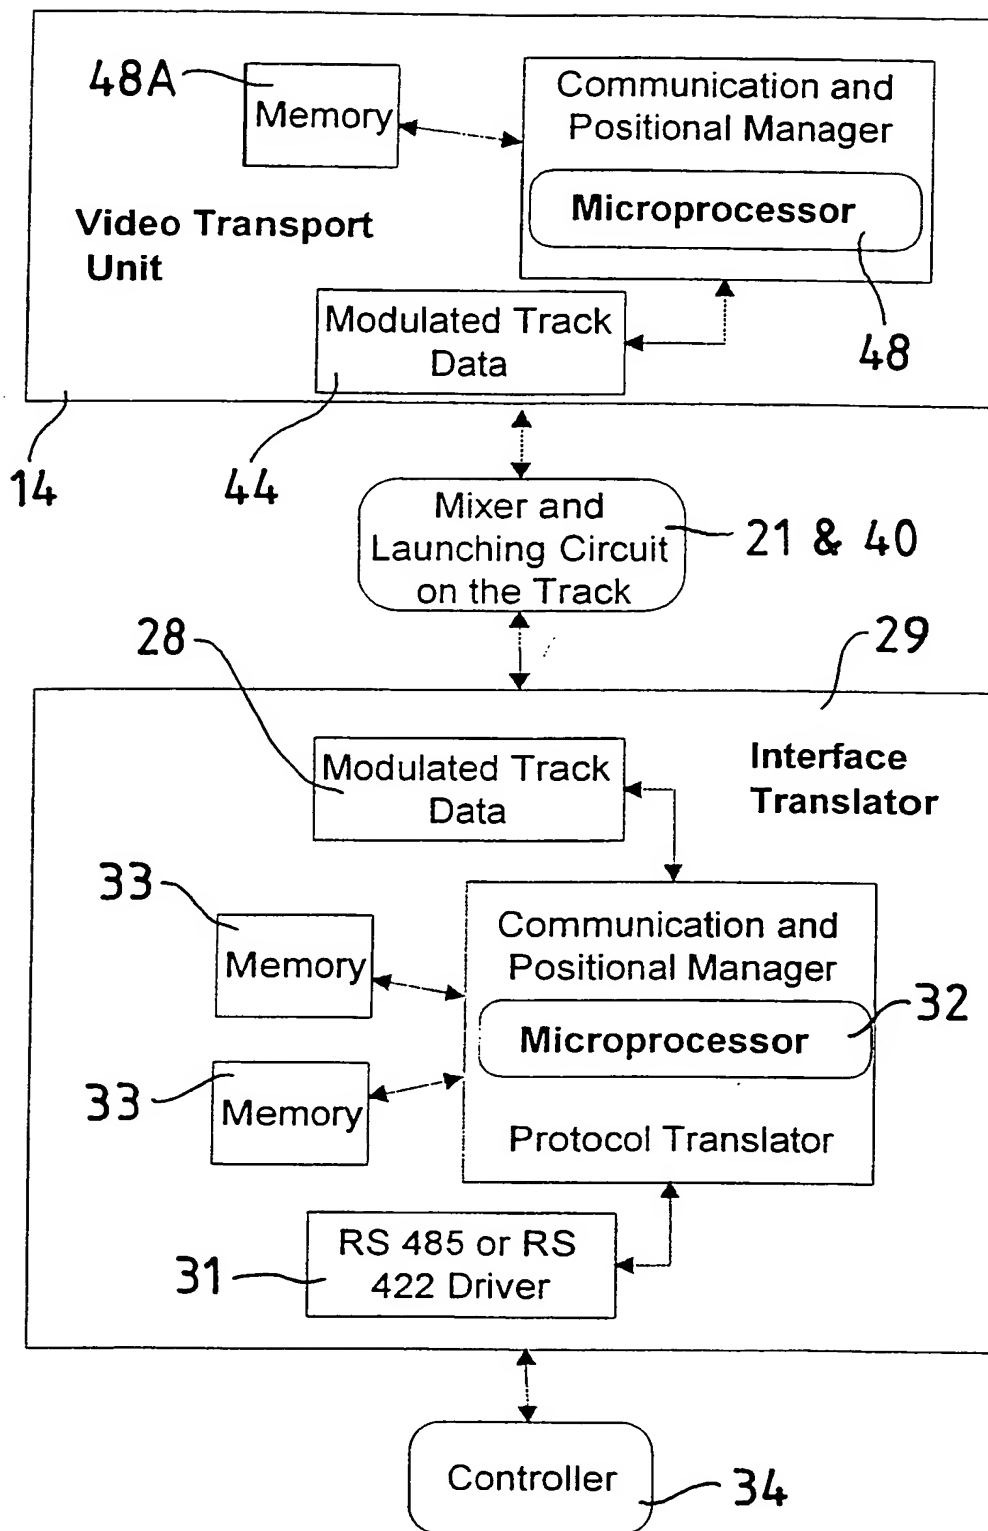 48A
Memory
Communication and
Positional Manager
Microprocessor
Video Transport
Unit
Modulated Track
Data
48
14
44
Mixer and
Launching Circuit
on the Track
21 & 40
28
29
Modulated Track
Data
Interface
Translator
33
Memory
Communication and
Positional Manager
32
Microprocessor
33
Memory
Protocol Translator
RS 485 or RS
422 Driver
31
Controller
34